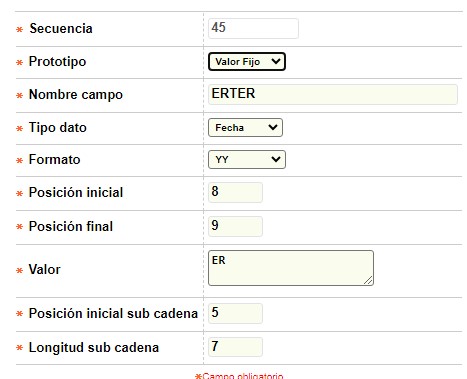 * Secuencia 45
* Prototipo Valor Fijo
* Nombre campo ERTER
* Tipo dato Fecha
* Formato YY
* Posición inicial 8
* Posición final 9
* Valor ER
* Posición inicial sub cadena 5
* Longitud sub cadena 7
*Campo obligatorio